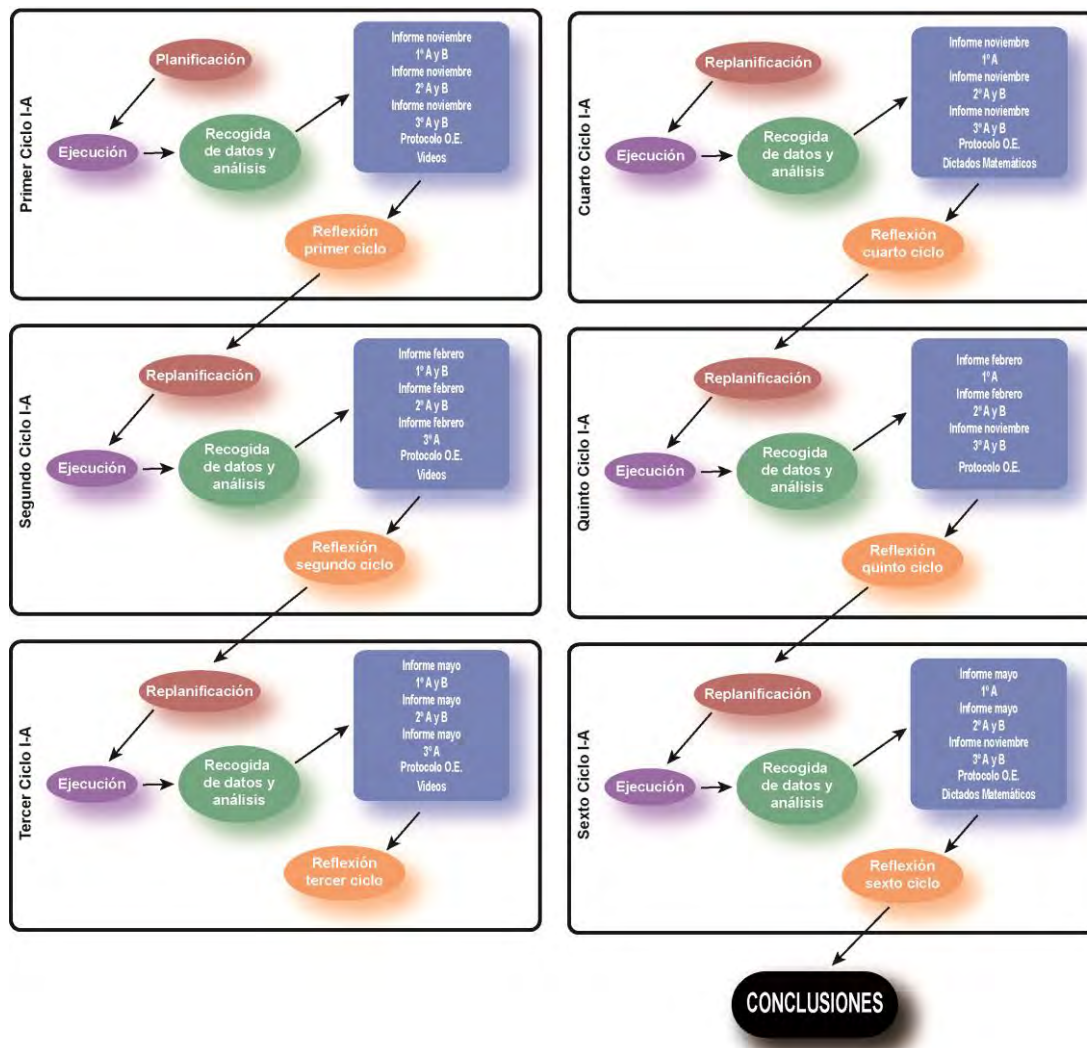 Primer Ciclo I-A
Planificación
Ejecución
Recogida
de datos y
análisis
Informe noviembre
1º A y B
Informe noviembre
2º A y B
Informe noviembre
3º A y B
Protocolo O.E.
Videos
Reflexión
primer ciclo
Segundo Ciclo I-A
Replanificación
Ejecución
Recogida
de datos y
análisis
Informe febrero
1º A y B
Informe febrero
2º A y B
Informe febrero
3º A
Protocolo O.E.
Videos
Reflexión
segundo ciclo
Tercer Ciclo I-A
Replanificación
Ejecución
Recogida
de datos y
análisis
Informe mayo
1º A y B
Informe mayo
2º A y B
Informe mayo
3º A
Protocolo O.E.
Videos
Reflexión
tercer ciclo
Cuarto Ciclo I-A
Replanificación
Ejecución
Recogida
de datos y
análisis
Informe noviembre
1º A
Informe noviembre
2º A y B
Informe noviembre
3º A y B
Protocolo O.E.
Dictados Matemáticos
Reflexión
cuarto ciclo
Quinto Ciclo I-A
Replanificación
Ejecución
Recogida
de datos y
análisis
Informe febrero
1º A
Informe febrero
2º A y B
Informe noviembre
3º A y B
Protocolo O.E.
Reflexión
quinto ciclo
Sexto Ciclo I-A
Replanificación
Ejecución
Recogida
de datos y
análisis
Informe mayo
1º A
Informe mayo
2º A y B
Informe noviembre
3º A y B
Protocolo O.E.
Dictados Matemáticos
Reflexión
sexto ciclo
CONCLUSIONES